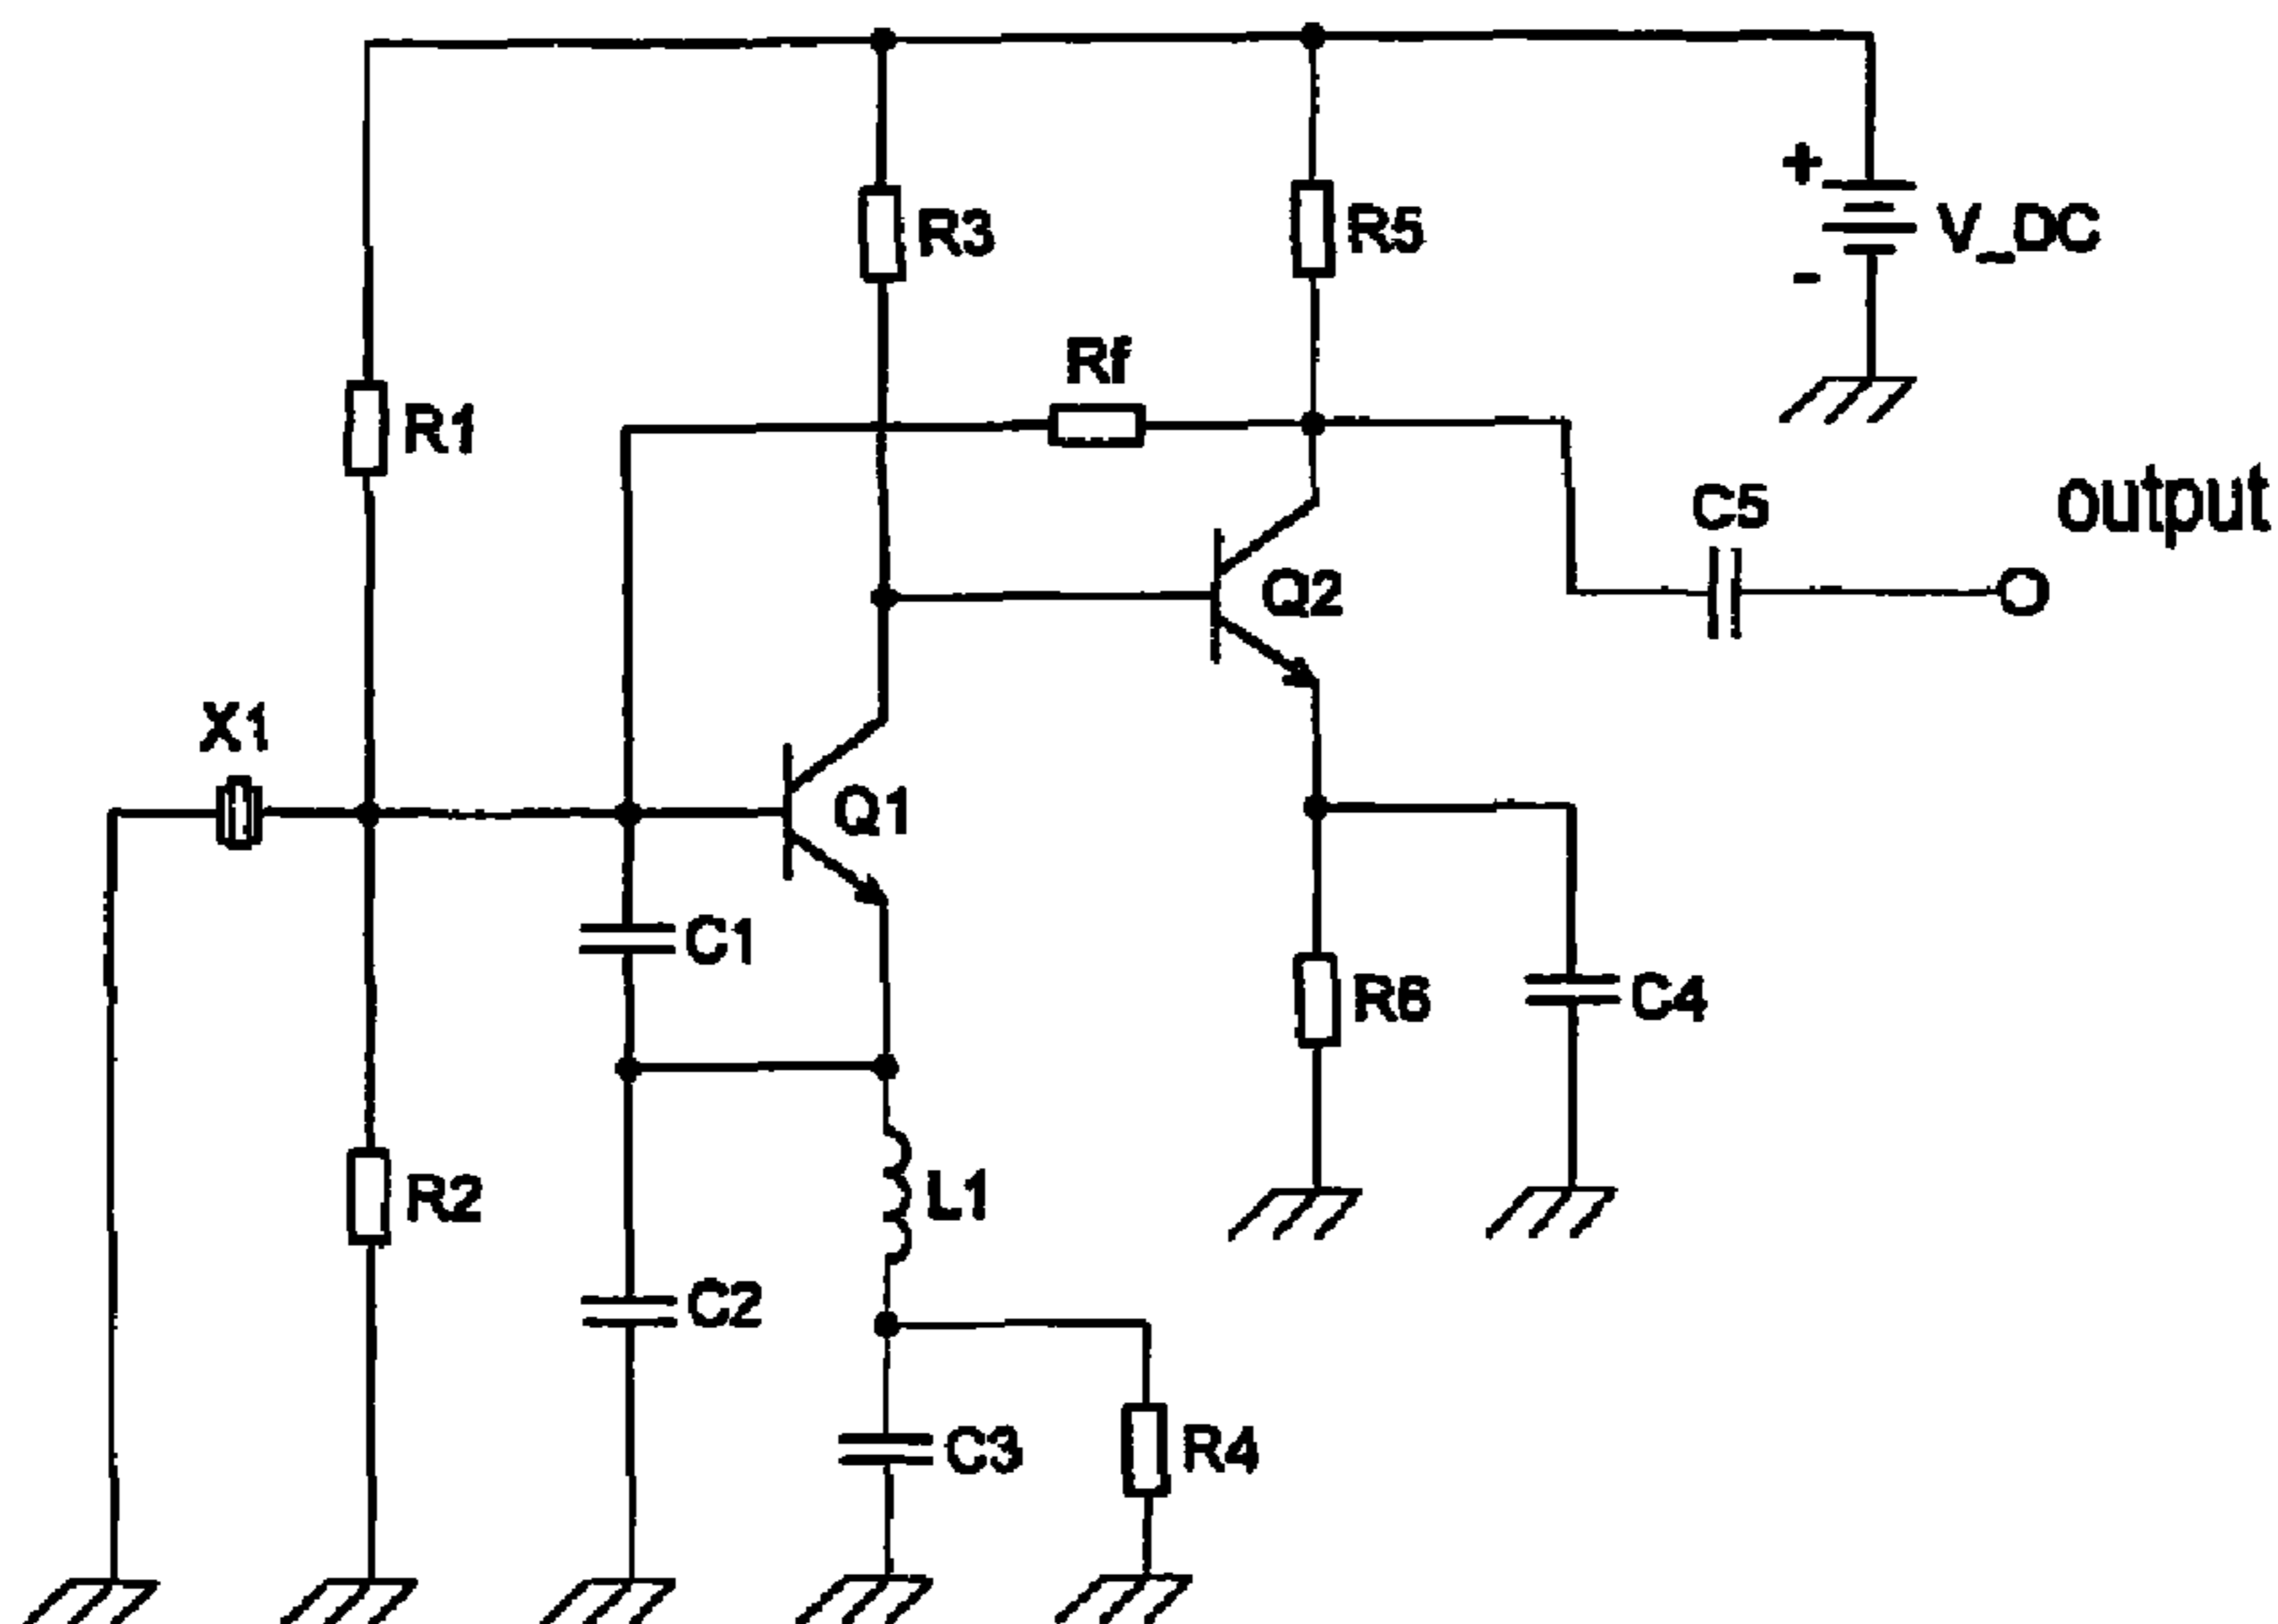 +
R3
R5
V_DC
-
Rf
R1
output
C5
Q2
X1
Q1
C1
R6
C4
L1
R2
C2
C3
R4